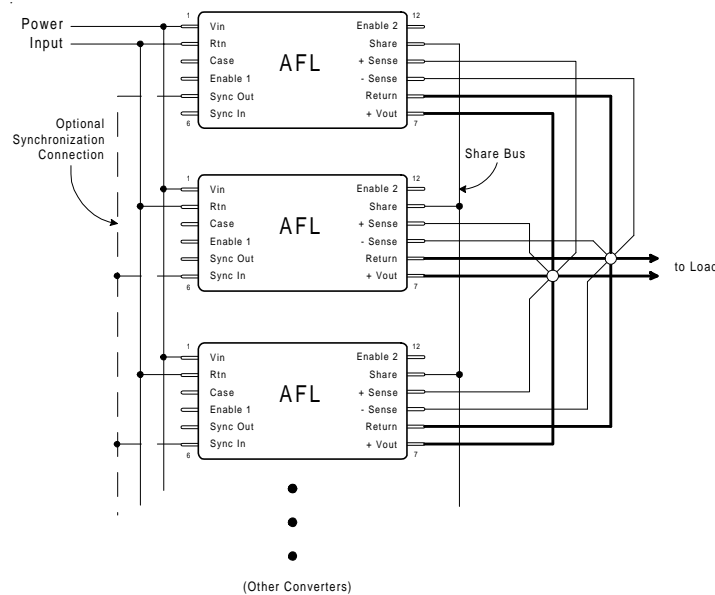 Power
Input
Optional
Synchronization
Connection
1
Vin
Rtn
Case
Enable 1
Sync Out
Sync In
6
AFL
12
Enable 2
Share
+ Sense
- Sense
Return
+ Vout
7
Share Bus
1
Vin
Rtn
Case
Enable 1
Sync Out
Sync In
6
AFL
12
Enable 2
Share
+ Sense
- Sense
Return
+ Vout
7
to Load
1
Vin
Rtn
Case
Enable 1
Sync Out
Sync In
6
AFL
12
Enable 2
Share
+ Sense
- Sense
Return
+ Vout
7
(Other Converters)